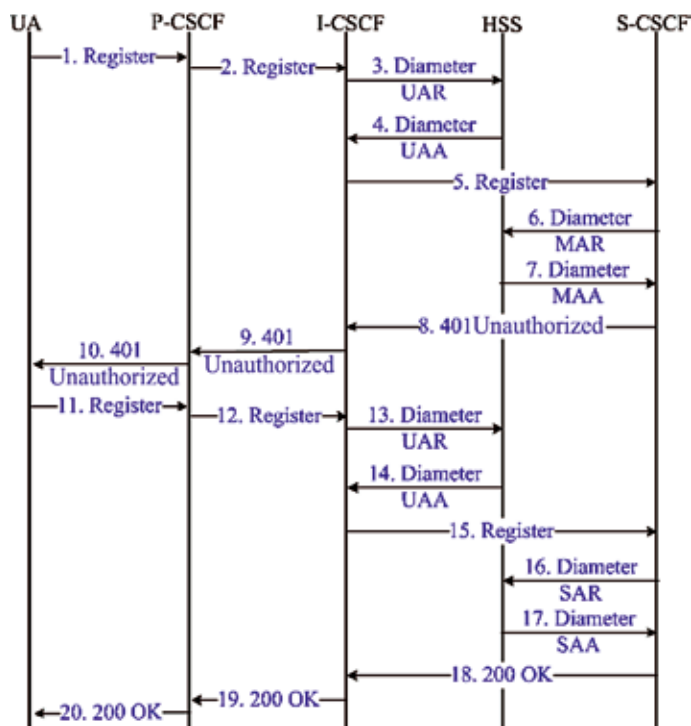 UA P-CSCF I-CSCF HSS S-CSCF
1. Register
2. Register
3. Diameter
UAR
4. Diameter
UAA
5. Register
6. Diameter
MAR
7. Diameter
MAA
8. 401Unauthorized
9. 401
Unauthorized
10. 401
Unauthorized
11. Register
12. Register
13. Diameter
UAR
14. Diameter
UAA
15. Register
16. Diameter
SAR
17. Diameter
SAA
18. 200 OK
19. 200 OK
20. 200 OK